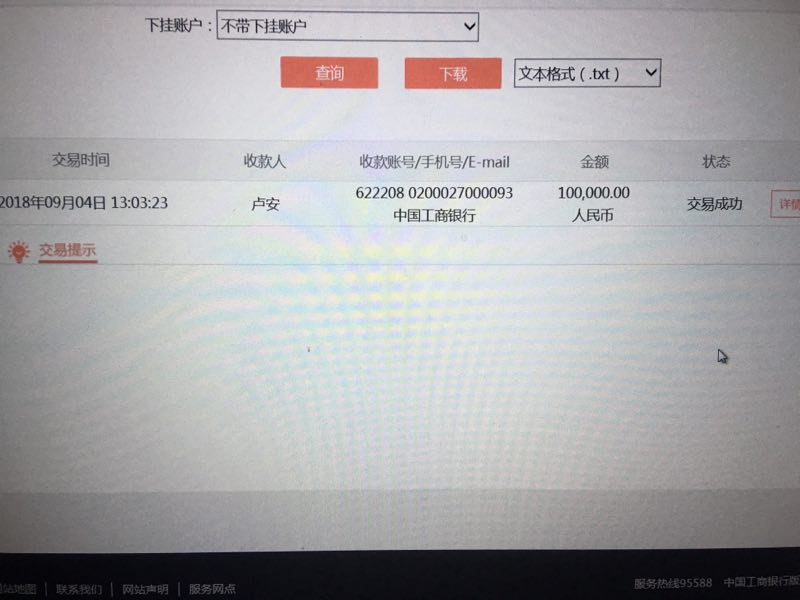 下挂账户： 不带下挂账户
查询 下载 文本格式（.txt）
交易时间 收款人 收款账号/手机号/E-mail 金额 状态
2018年09月04日 13:03:23 卢安 622208 0200027000093 100,000.00 交易成功 详情
中国工商银行 人民币
交易提示
网站地图 | 联系我们 | 网站声明 | 服务网点 服务热线95588 中国工商银行版